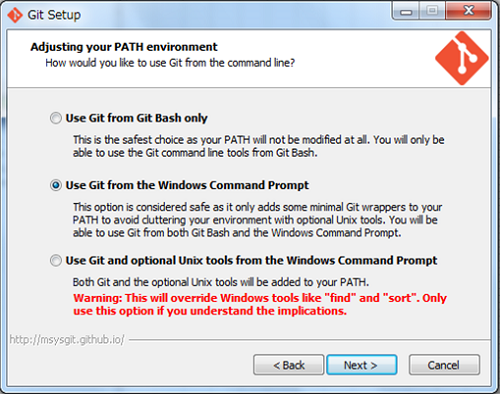 Git Setup
Adjusting your PATH environment
How would you like to use Git from the command line?
Use Git from Git Bash only
This is the safest choice as your PATH will not be modified at all. You will only be
able to use the Git command line tools from Git Bash.
Use Git from the Windows Command Prompt
This option is considered safe as it only adds some minimal Git wrappers to your
PATH to avoid cluttering your environment with optional Unix tools. You will be
able to use Git from both Git Bash and the Windows Command Prompt.
Use Git and optional Unix tools from the Windows Command Prompt
Both Git and the optional Unix tools will be added to your PATH.
Warning: This will override Windows tools like "find" and "sort". Only
use this option if you understand the implications.
http://msysgit.github.io/
< Back Next > Cancel